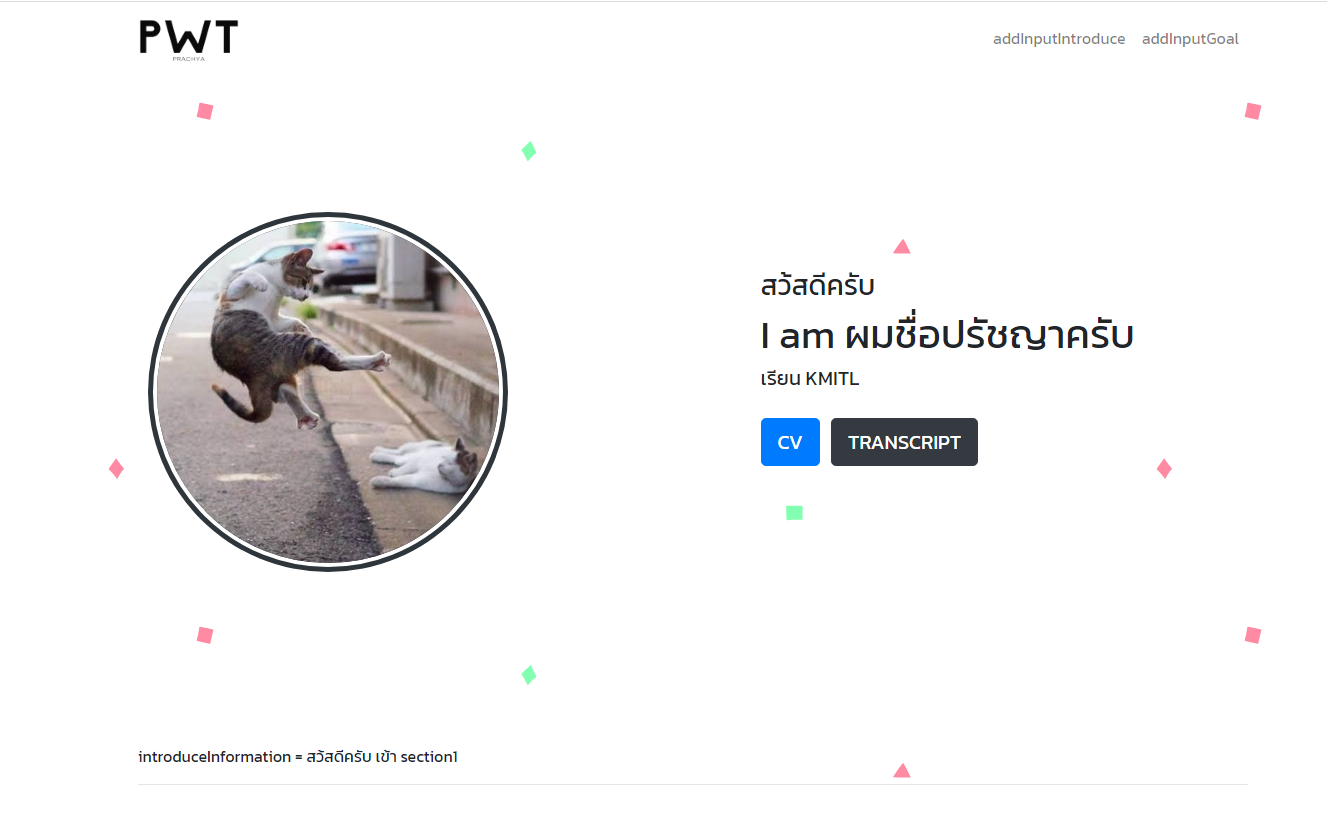 PWT
PRACHYA
addInputIntroduce addInputGoal
สวัสดีครับ
I am ผมชื่อปรัชญาครับ
เรียน KMITL
CV TRANSCRIPT
introduceInformation = สวัสดีครับ เข้า section1